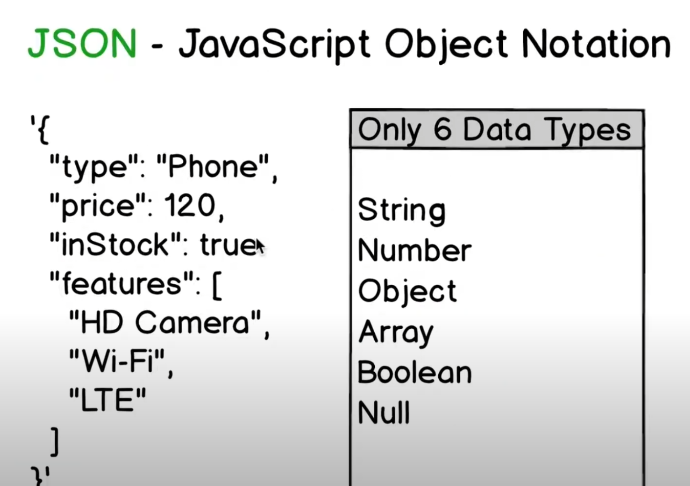 JSON - JavaScript Object Notation
'{
"type": "Phone",
"price": 120,
"inStock": true
"features": [
"HD Camera",
"Wi-Fi",
"LTE"
]
}'
Only 6 Data Types
String
Number
Object
Array
Boolean
Null